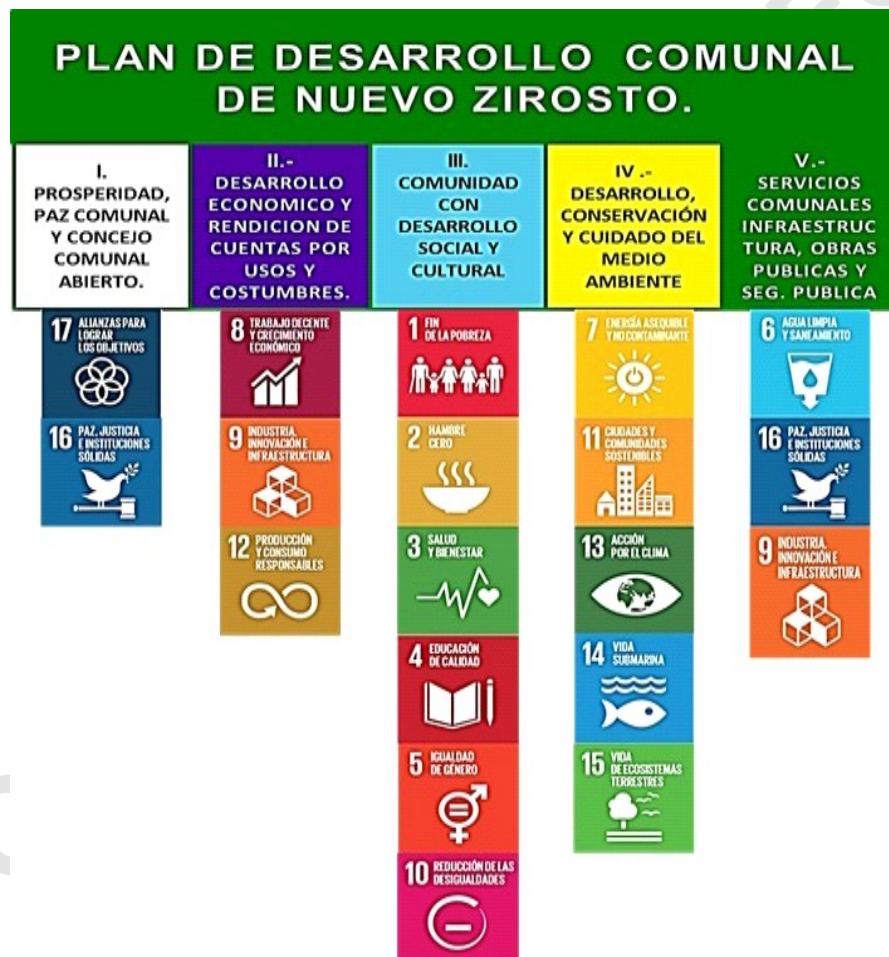 PLAN DE DESARROLLO COMUNAL
DE NUEVO ZIROSTO.
I.
PROSPERIDAD,
PAZ COMUNAL
Y CONCEJO
COMUNAL
ABIERTO.
II.-
DESARROLLO
ECONOMICO Y
RENDICION DE
CUENTAS POR
USOS Y
COSTUMBRES.
III.
COMUNIDAD
CON
DESARROLLO
SOCIAL Y
CULTURAL
IV .-
DESARROLLO,
CONSERVACIÓN
Y CUIDADO DEL
MEDIO
AMBIENTE
V.-
SERVICIOS
COMUNALES
INFRAESTRUC
TURA, OBRAS
PUBLICAS Y
SEG. PUBLICA
17 ALIANZAS PARA
LOGRAR
LOS OBJETIVOS
16 PAZ, JUSTICIA
E INSTITUCIONES
SÓLIDAS
8 TRABAJO DECENTE
Y CRECIMIENTO
ECONÓMICO
9 INDUSTRIA,
INNOVACIÓN E
INFRAESTRUCTURA
12 PRODUCCIÓN
Y CONSUMO
RESPONSABLES
1 FIN
DE LA POBREZA
2 HAMBRE
CERO
3 SALUD
Y BIENESTAR
4 EDUCACIÓN
DE CALIDAD
5 IGUALDAD
DE GÉNERO
10 REDUCCIÓN DE LAS
DESIGUALDADES
7 ENERGÍA ASEQUIBLE
Y NO CONTAMINANTE
11 CIUDADES Y
COMUNIDADES
SOSTENIBLES
13 ACCIÓN
POR EL CLIMA
14 VIDA
SUBMARINA
15 VIDA
DE ECOSISTEMAS
TERRESTRES
6 AGUA LIMPIA
Y SANEAMIENTO
16 PAZ, JUSTICIA
E INSTITUCIONES
SÓLIDAS
9 INDUSTRIA,
INNOVACIÓN E
INFRAESTRUCTURA